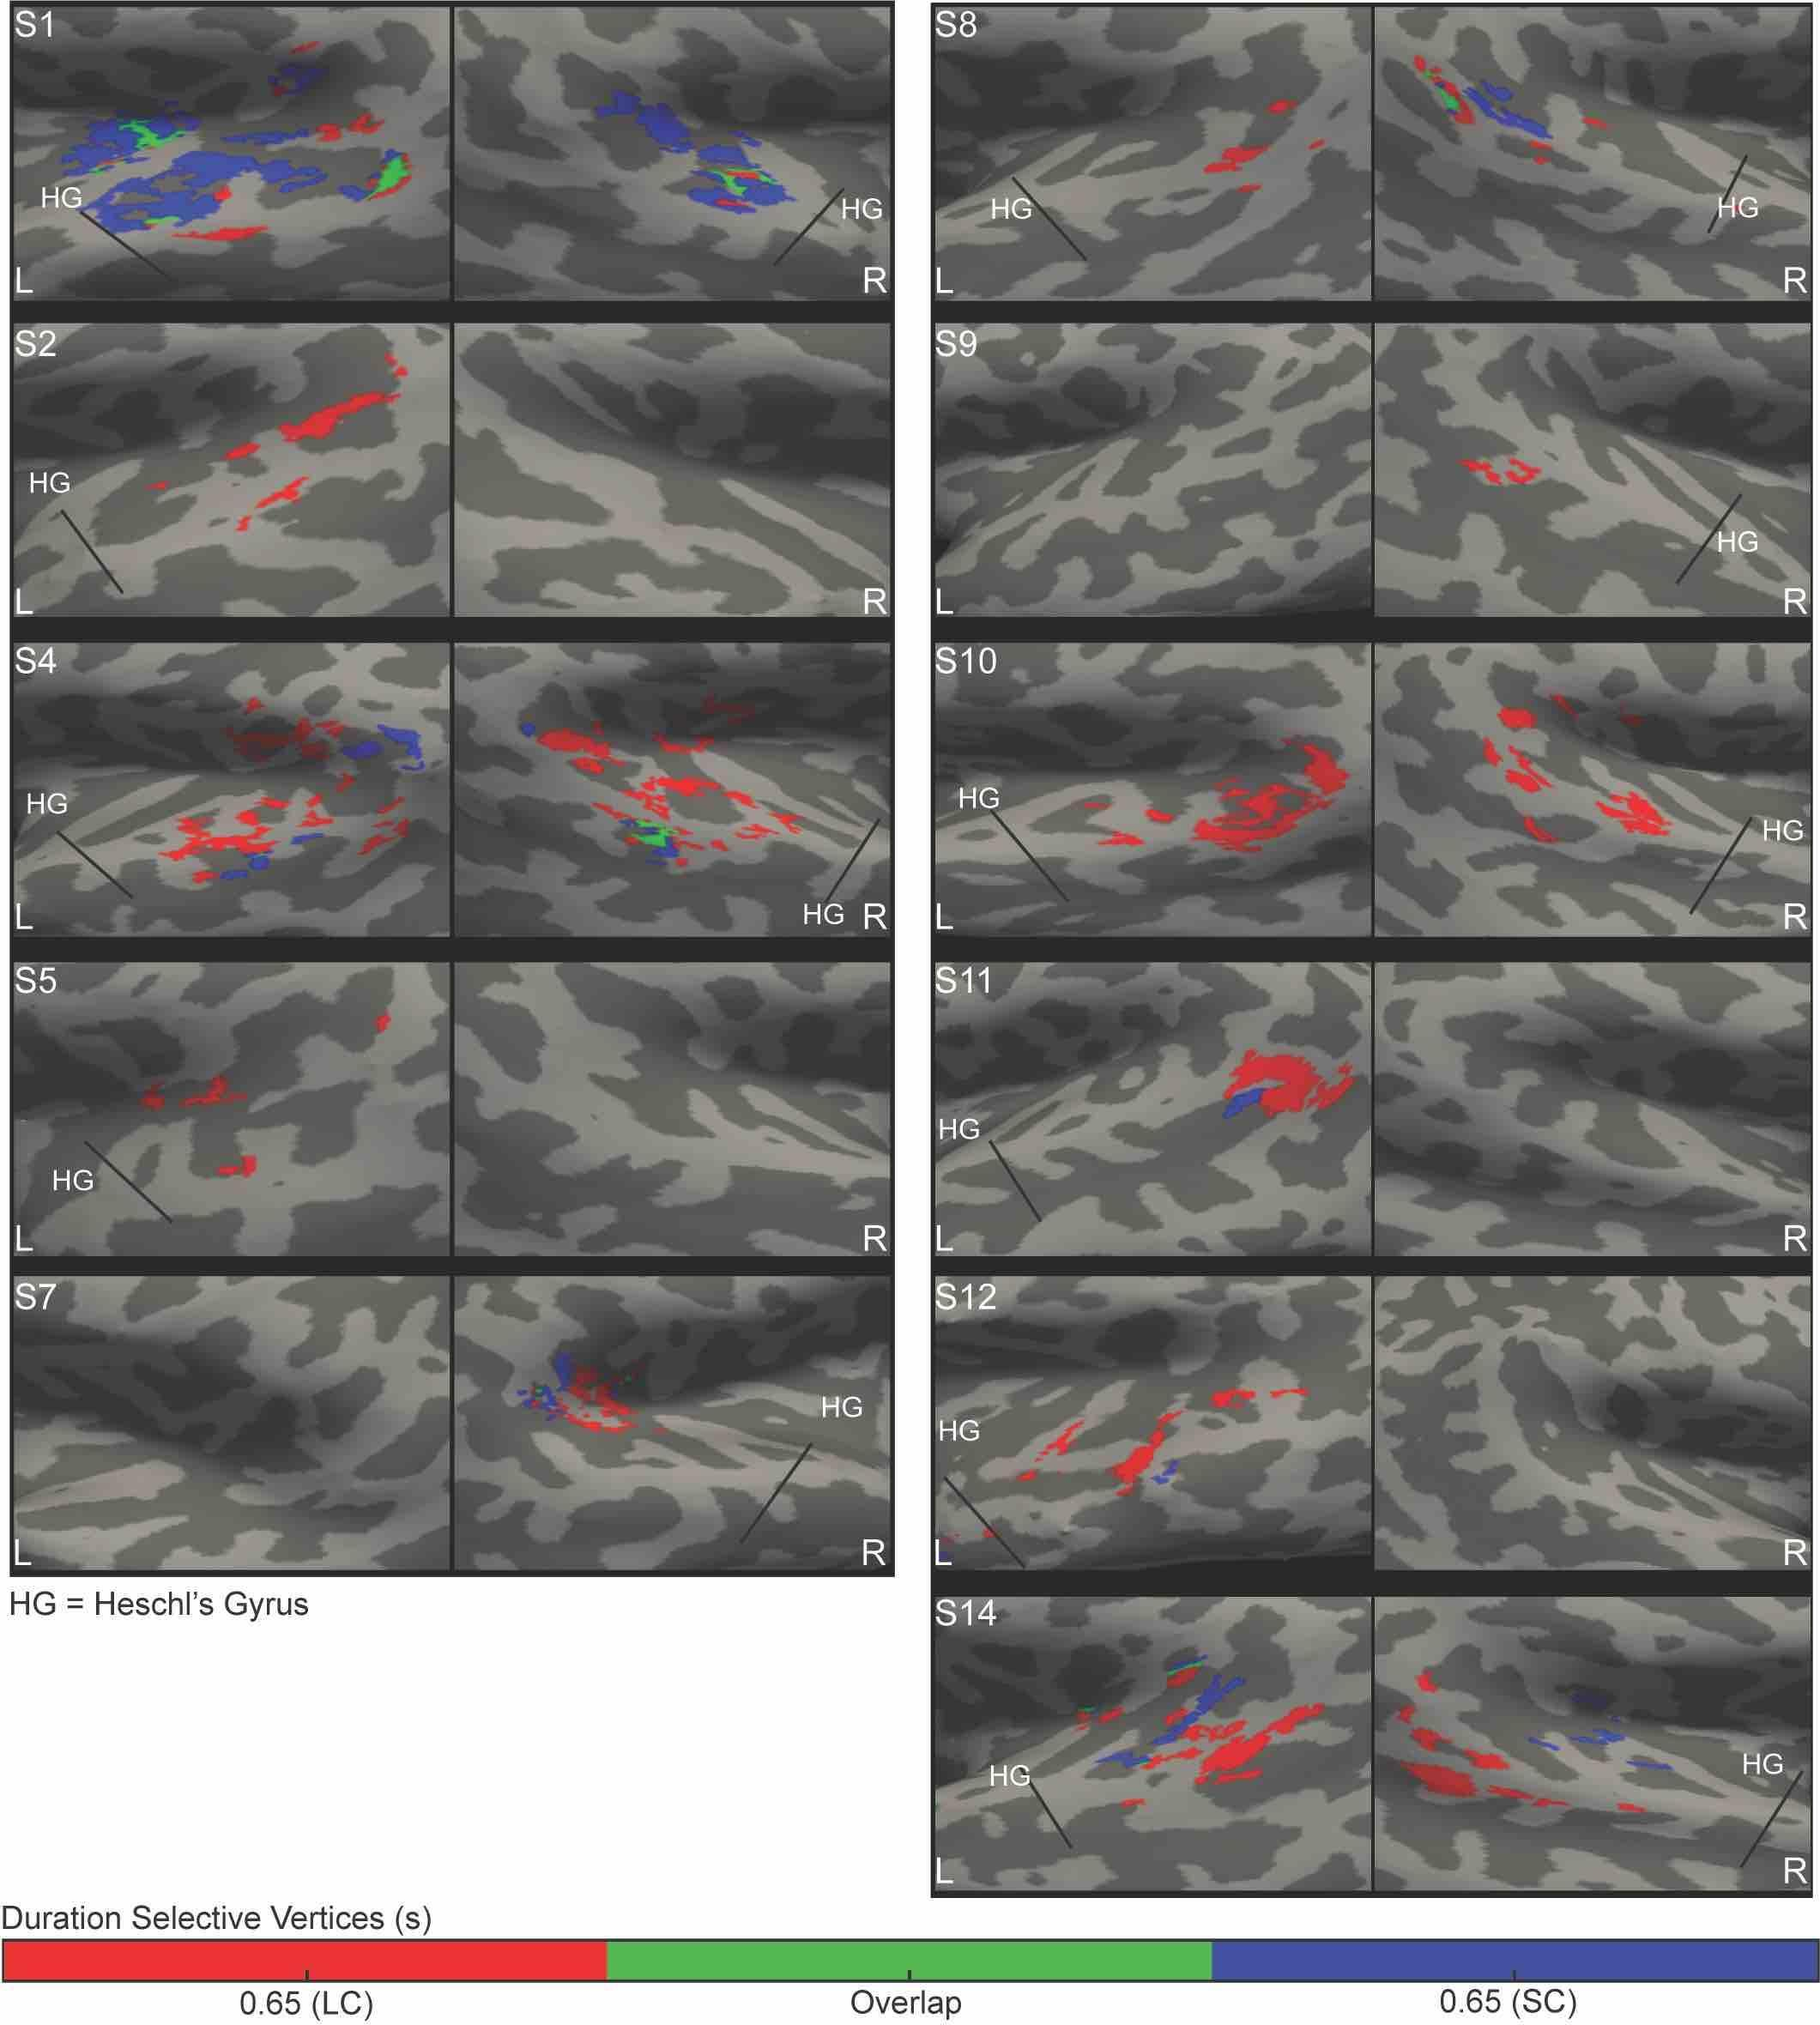 S1
HG
L
HG
R
S2
HG
L
R
S4
HG
L
HG R
S5
HG
L
R
S7
L
HG
R
HG = Heschl's Gyrus
S8
HG
L
HG
R
S9
L
HG
R
S10
HG
L
HG
R
S11
HG
L
R
S12
HG
L
R
S14
HG
L
HG
R
Duration Selective Vertices (s)
0.65 (LC)
Overlap
0.65 (SC)